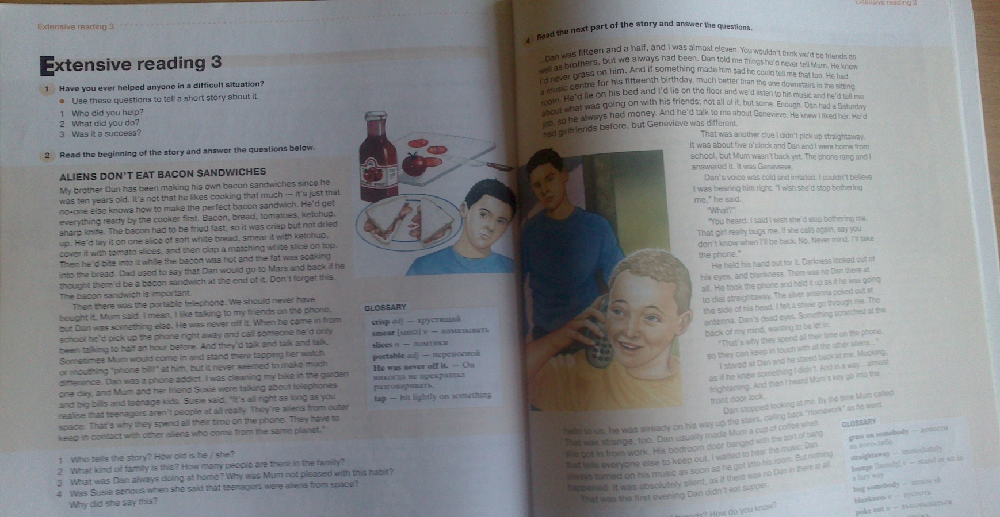 Extensive reading 3
Extensive reading 3
1 Have you ever helped anyone in a difficult situation?
● Use these questions to tell a short story about it.
1 Who did you help?
2 What did you do?
3 Was it a success?
2 Read the beginning of the story and answer the questions below.
ALIENS DON'T EAT BACON SANDWICHES
My brother Dan has been making his own bacon sandwiches since he
was ten years old. It's not that he likes cooking that much — it's just that
no-one else knows how to make the perfect bacon sandwich. He'd get
everything ready by the cooker first. Bacon, bread, tomatoes, ketchup,
sharp knife. The bacon had to be fried fast, so it was crisp but not dried
up. He'd lay it on one slice of soft white bread, smear it with ketchup,
cover it with tomato slices, and then clap a matching white slice on top.
Then he'd bite into it while the bacon was hot and the fat was soaking
into the bread. Dad used to say that Dan would go to Mars and back if he
thought there'd be a bacon sandwich at the end of it. Don't forget this.
The bacon sandwich is important.
Then there was the portable telephone. We should never have
bought it, Mum said. I mean, I like talking to my friends on the phone,
but Dan was something else. He was never off it. When he came in from
school he'd pick up the phone right away and call someone he'd only
been talking to half an hour before. And they'd talk and talk and talk.
Sometimes Mum would come in and stand there tapping her watch
or mouthing "phone bill!" at him, but it never seemed to make much
difference. Dan was a phone addict. I was cleaning my bike in the garden
one day, and Mum and her friend Susie were talking about telephones
and big bills and teenage kids. Susie said, "It's all right as long as you
realise that teenagers aren't people at all really. They're aliens from outer
space. That's why they spend all their time on the phone. They have to
keep in contact with other aliens who come from the same planet."
GLOSSARY
crisp adj — хрустящий
smear [smɪə] v — намазывать
slices n — ломтики
portable adj — переносной
He was never off it. — Он
никогда не прекращал
разговаривать.
tap — hit lightly on something
1 Who tells the story? How old is he / she?
2 What kind of family is this? How many people are there in the family?
3 What was Dan always doing at home? Why was Mum not pleased with this habit?
4 Was Susie serious when she said that teenagers were aliens from space?
Why did she say this?
Extensive reading 3
4 Read the next part of the story and answer the questions.
...Dan was fifteen and a half, and I was almost eleven. You wouldn't think we'd be friends as
well as brothers, but we always had been. Dan told me things he'd never tell Mum. He knew
I'd never grass on him. And if something made him sad he could tell me that too. He had
a music centre for his fifteenth birthday, much better than the one downstairs in the sitting
room. He'd lie on his bed and I'd lie on the floor and we'd listen to his music and he'd tell me
about what was going on with his friends; not all of it, but some. Enough. Dan had a Saturday
job, so he always had money. And he'd talk to me about Genevieve. He knew I liked her. He'd
had girlfriends before, but Genevieve was different.
That was another clue I didn't pick up straightaway.
It was about five o'clock and Dan and I were home from
school, but Mum wasn't back yet. The phone rang and I
answered it. It was Genevieve.
Dan's voice was cold and irritated. I couldn't believe
I was hearing him right. "I wish she'd stop bothering
me," he said.
"What?"
"You heard. I said I wish she'd stop bothering me.
That girl really bugs me. If she calls again, say you
don't know when I'll be back. No. Never mind. I'll take
the phone."
He held his hand out for it. Darkness looked out of
his eyes, and blankness. There was no Dan there at
all. He took the phone and held it up as if he was going
to dial straightaway. The silver antenna poked out at
the side of his head. I felt a shiver go through me. The
antenna. Dan's dead eyes. Something scratched at the
back of my mind, wanting to be let in:
"That's why they spend all their time on the phone,
so they can keep in touch with all the other aliens..."
I stared at Dan and he stared back at me. Mocking,
as if he knew something I didn't. And in a way... almost
frightening. And then I heard Mum's key go into the
front door lock.
Dan stopped looking at me. By the time Mum called
hello to us, he was already on his way up the stairs, calling back "Homework" as he went.
That was strange, too. Dan usually made Mum a cup of coffee when
she got in from work. His bedroom door banged with the sort of bang
that tells everyone else to keep out. I waited to hear the music: Dan
always turned on his music as soon as he got into his room. But nothing
happened. It was absolutely silent, as if there was no Dan in there at all.
That was the first evening Dan didn't eat supper.
GLOSSARY
grass on somebody — донести
на кого-либо
straightaway — immediately
lounge v — stand or sit in
a lazy way
bug somebody — annoy sb
blankness n — пустота
poke out — высовываться
How do you know?